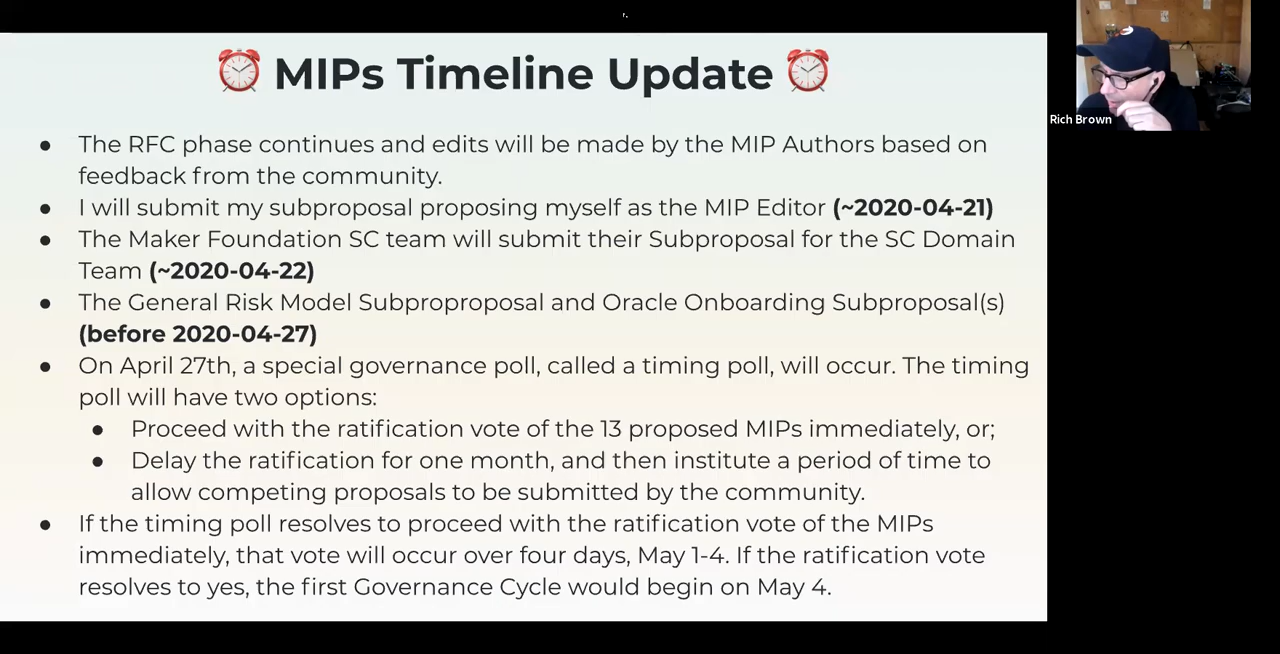 MIPs Timeline Update
Rich Brown
● The RFC phase continues and edits will be made by the MIP Authors based on
feedback from the community.
● I will submit my subproposal proposing myself as the MIP Editor (~2020-04-21)
● The Maker Foundation SC team will submit their Subproposal for the SC Domain
Team (~2020-04-22)
● The General Risk Model Subproproposal and Oracle Onboarding Subproposal(s)
(before 2020-04-27)
● On April 27th, a special governance poll, called a timing poll, will occur. The timing
poll will have two options:
● Proceed with the ratification vote of the 13 proposed MIPs immediately, or;
● Delay the ratification for one month, and then institute a period of time to
allow competing proposals to be submitted by the community.
● If the timing poll resolves to proceed with the ratification vote of the MIPs
immediately, that vote will occur over four days, May 1-4. If the ratification vote
resolves to yes, the first Governance Cycle would begin on May 4.